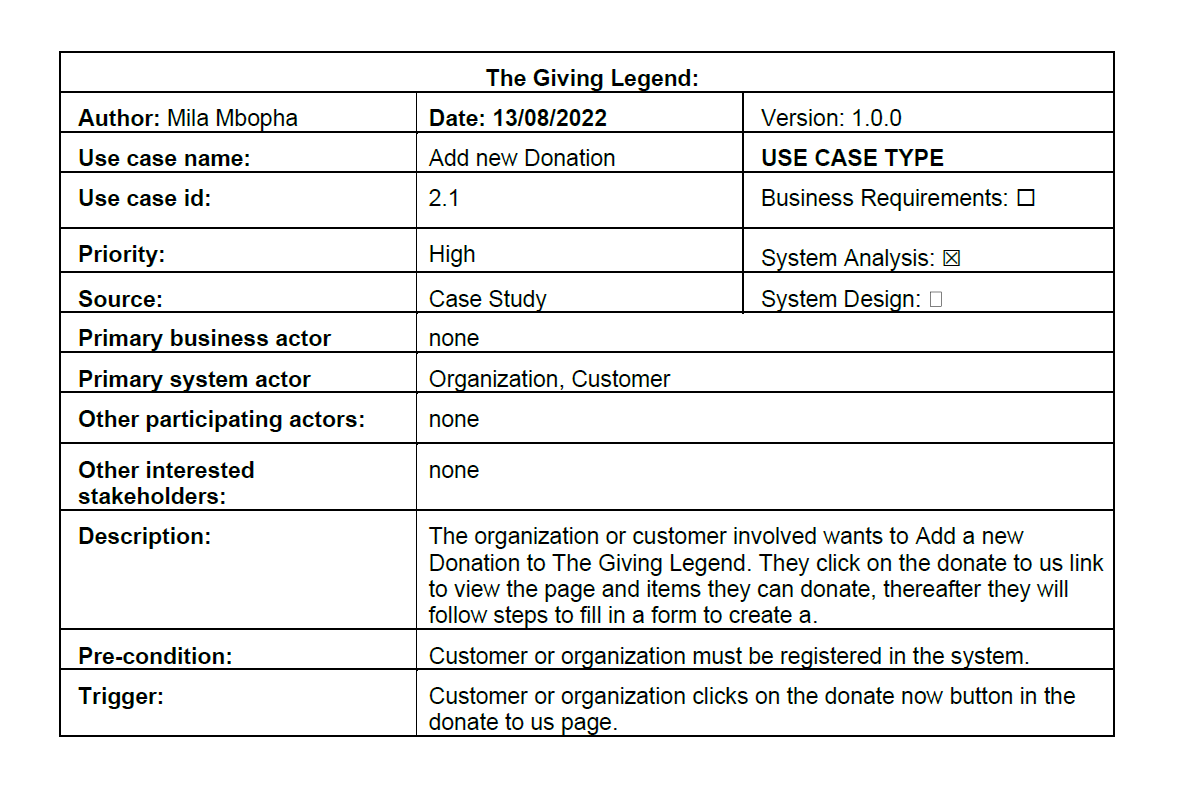 The Giving Legend:
Author: Mila Mbopha Date: 13/08/2022 Version: 1.0.0
Use case name: Add new Donation USE CASE TYPE
Use case id: 2.1 Business Requirements: ☐
Priority: High System Analysis: ☒
Source: Case Study System Design: ☐
Primary business actor none
Primary system actor Organization, Customer
Other participating actors: none
Other interested
stakeholders:
none
Description:
The organization or customer involved wants to Add a new
Donation to The Giving Legend. They click on the donate to us link
to view the page and items they can donate, thereafter they will
follow steps to fill in a form to create a.
Pre-condition: Customer or organization must be registered in the system.
Trigger:
Customer or organization clicks on the donate now button in the
donate to us page.